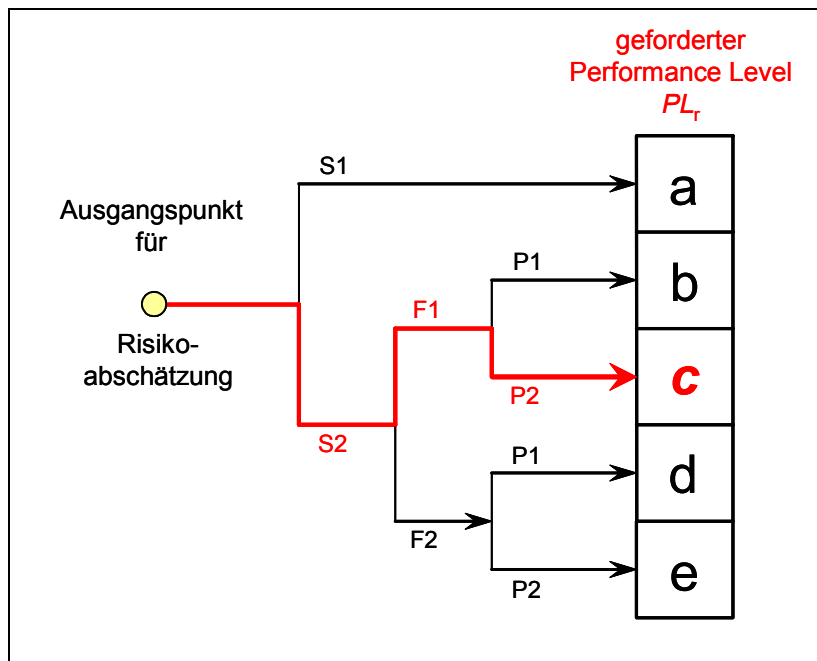 geforderter
Performance Level
PLr
S1
a
Ausgangspunkt
für
P1
b
F1
Risiko-
abschätzung
P2
c
S2
P1
d
F2
P2
e